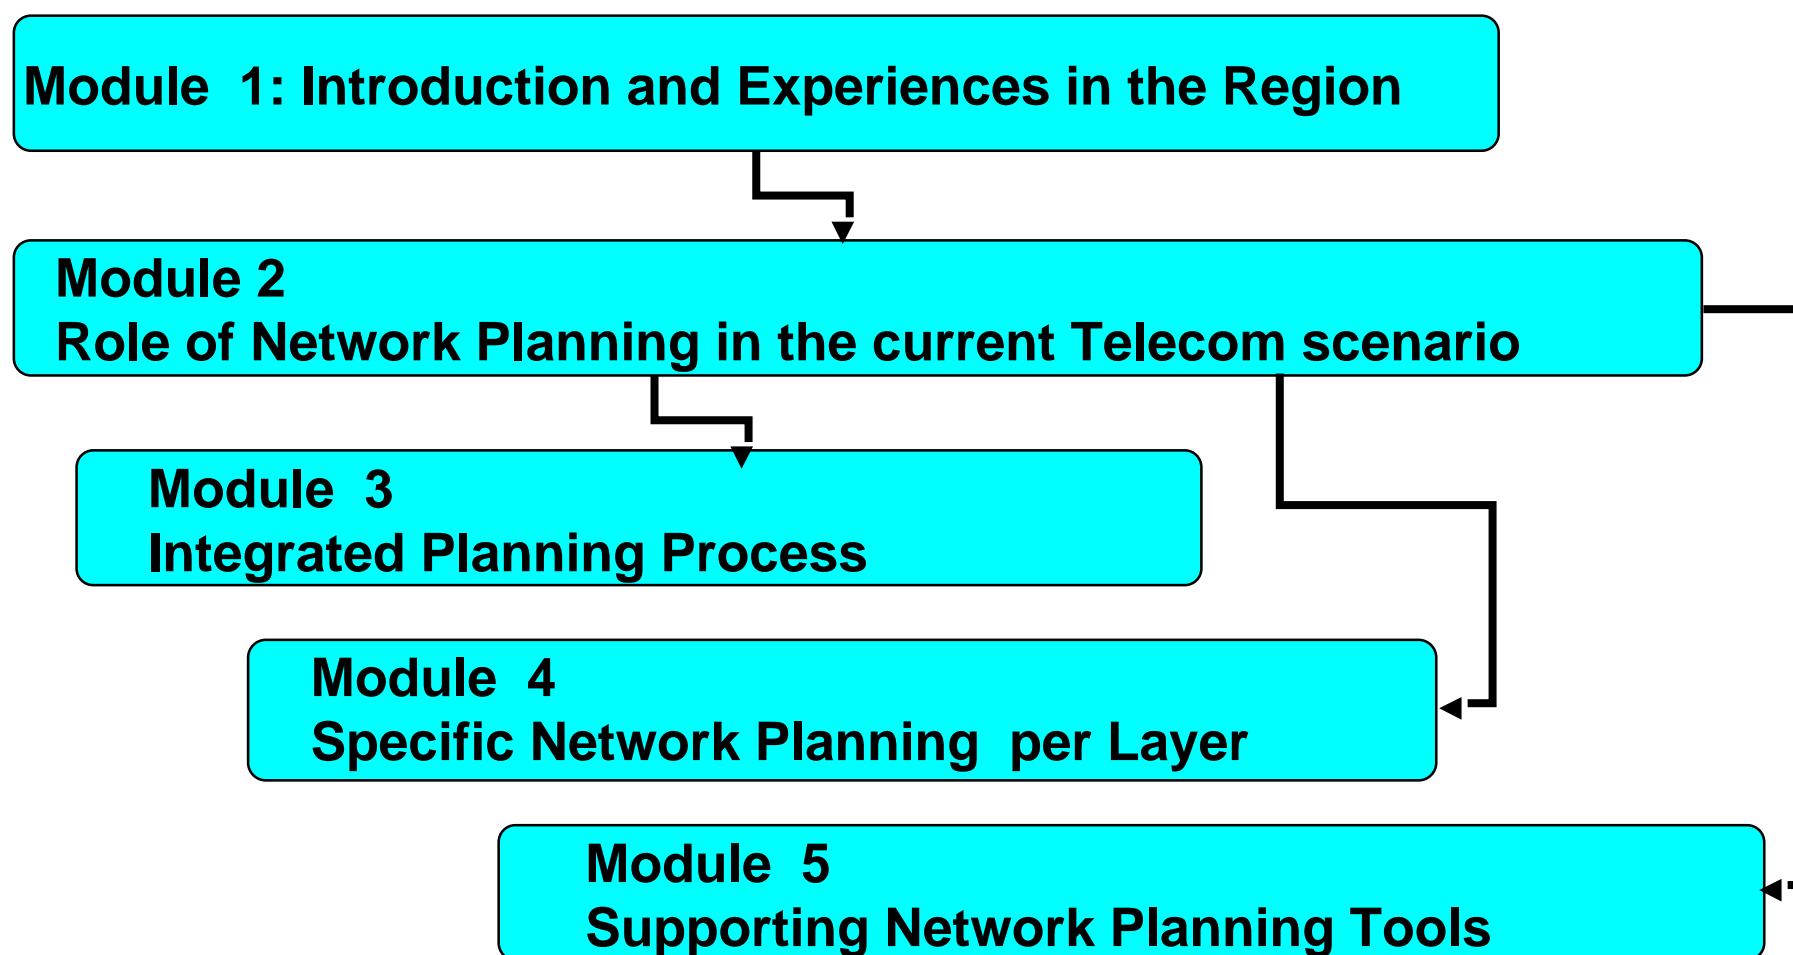 Module 1: Introduction and Experiences in the Region
Module 2
Role of Network Planning in the current Telecom scenario
Module 3
Integrated Planning Process
Module 4
Specific Network Planning per Layer
Module 5
Supporting Network Planning Tools